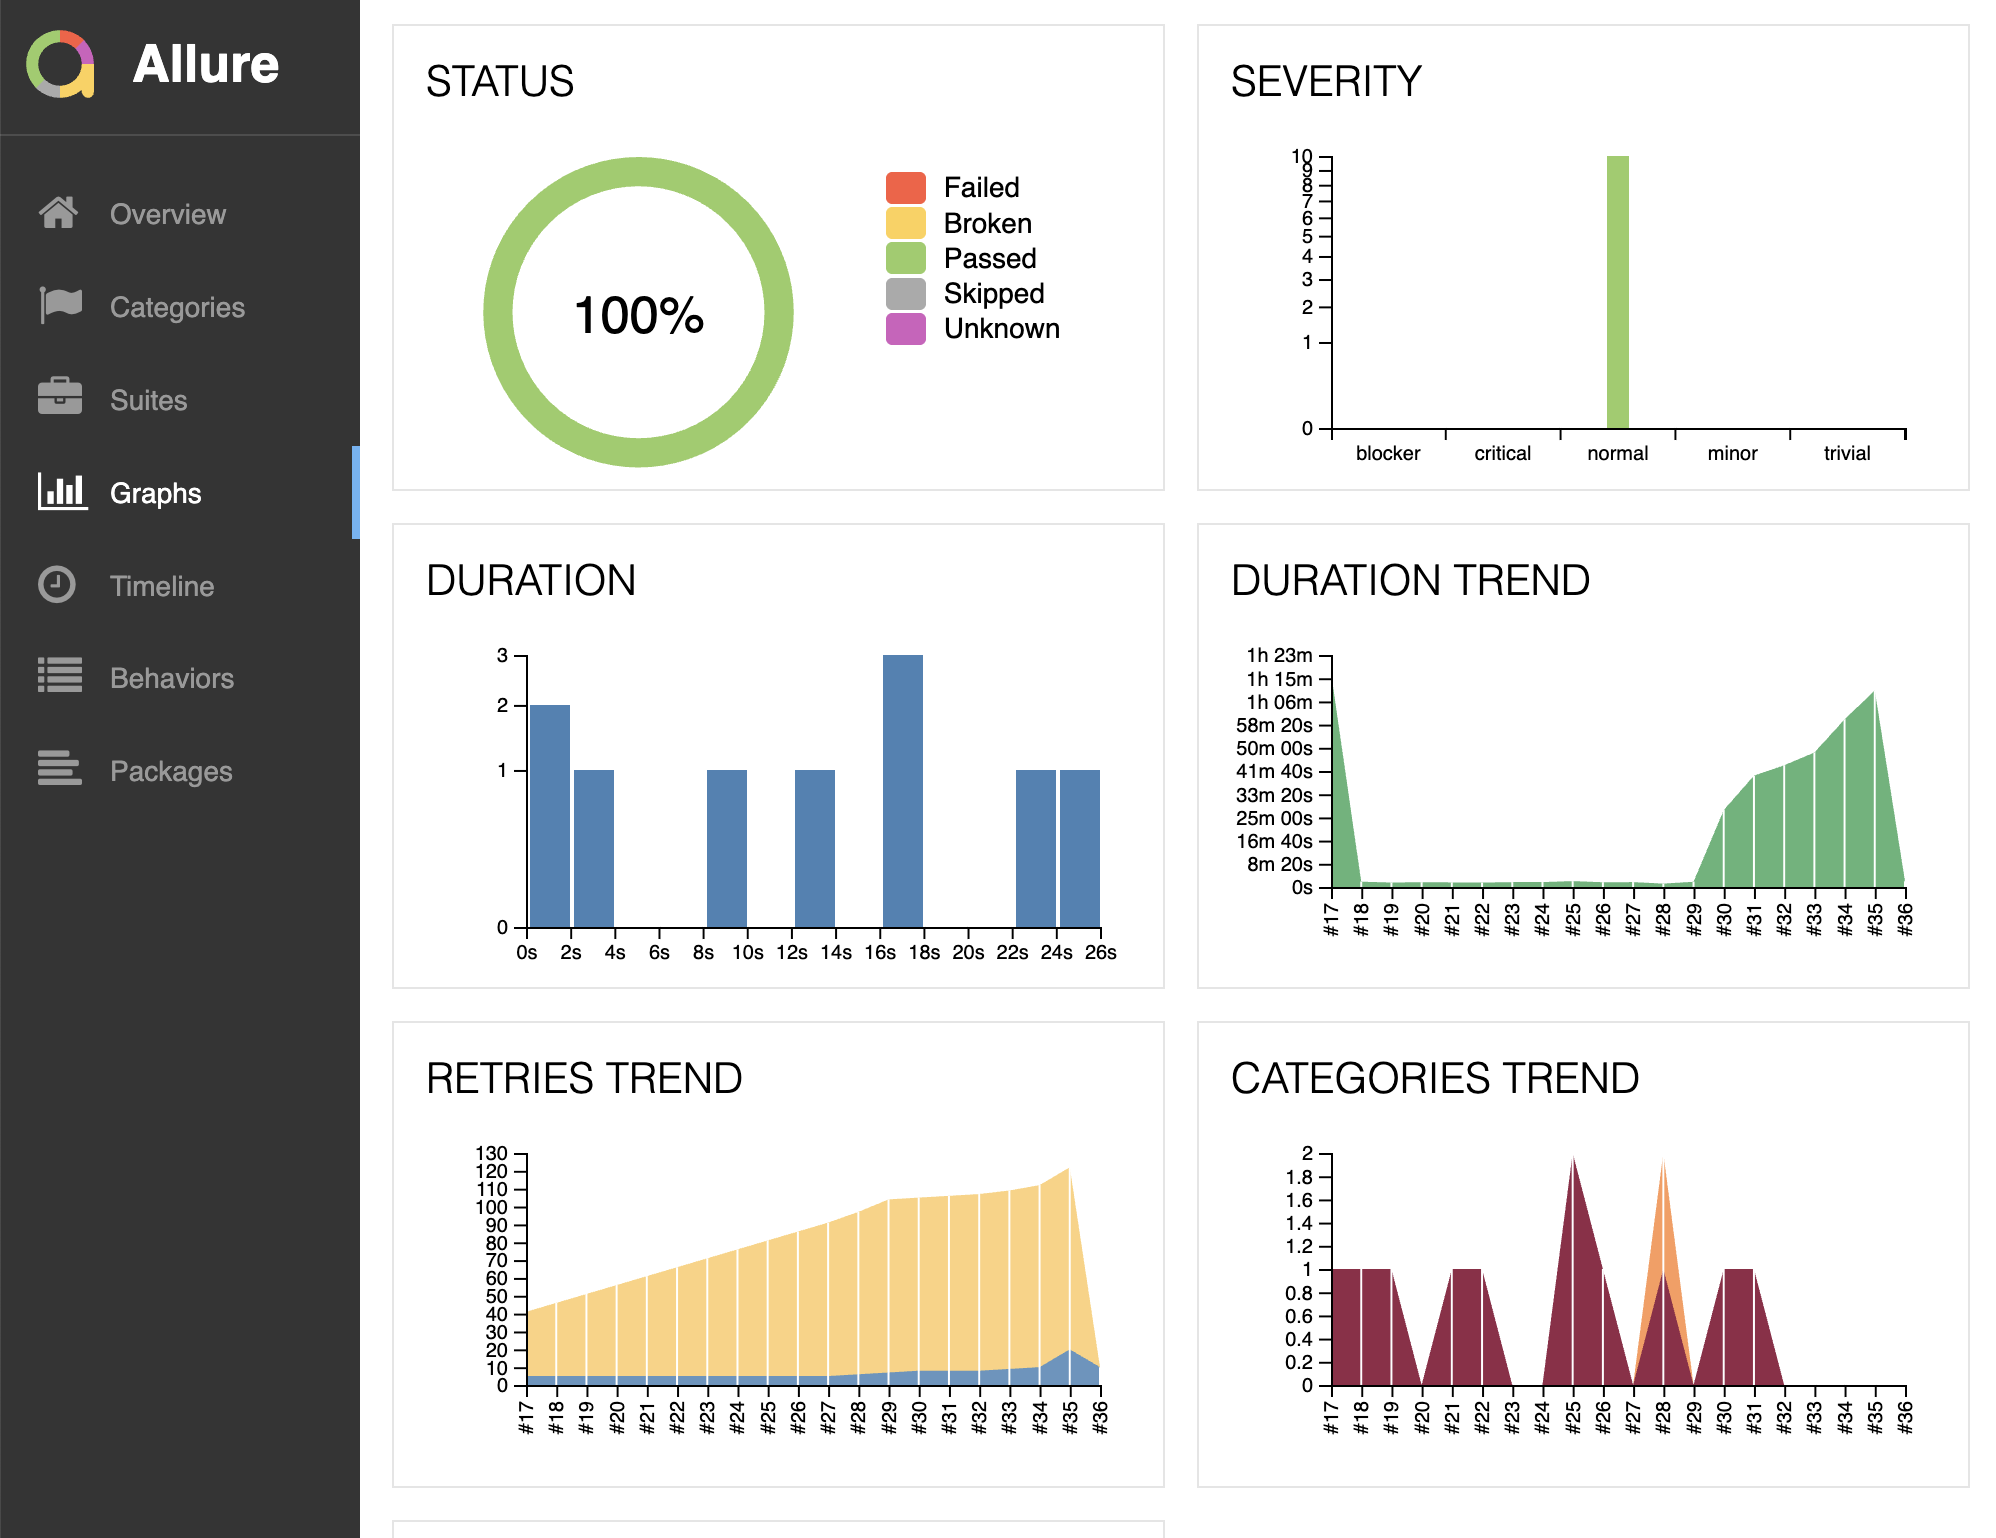 Allure
Overview
Categories
Suites
Graphs
Timeline
Behaviors
Packages
STATUS
100%
Failed
Broken
Passed
Skipped
Unknown
SEVERITY
10
9
8
7
6
5
4
3
2
1
0
blocker critical normal minor trivial
DURATION
3
2
1
0
0s 2s 4s 6s 8s 10s 12s 14s 16s 18s 20s 22s 24s 26s
DURATION TREND
1h 23m
1h 15m
1h 06m
58m 20s
50m 00s
41m 40s
33m 20s
25m 00s
16m 40s
8m 20s
0s
#17 #18 #19 #20 #21 #22 #23 #24 #25 #26 #27 #28 #29 #30 #31 #32 #33 #34 #35 #36
RETRIES TREND
130
120
110
100
90
80
70
60
50
40
30
20
10
0
#17 #18 #19 #20 #21 #22 #23 #24 #25 #26 #27 #28 #29 #30 #31 #32 #33 #34 #35 #36
CATEGORIES TREND
2
1.8
1.6
1.4
1.2
1
0.8
0.6
0.4
0.2
0
#17 #18 #19 #20 #21 #22 #23 #24 #25 #26 #27 #28 #29 #30 #31 #32 #33 #34 #35 #36